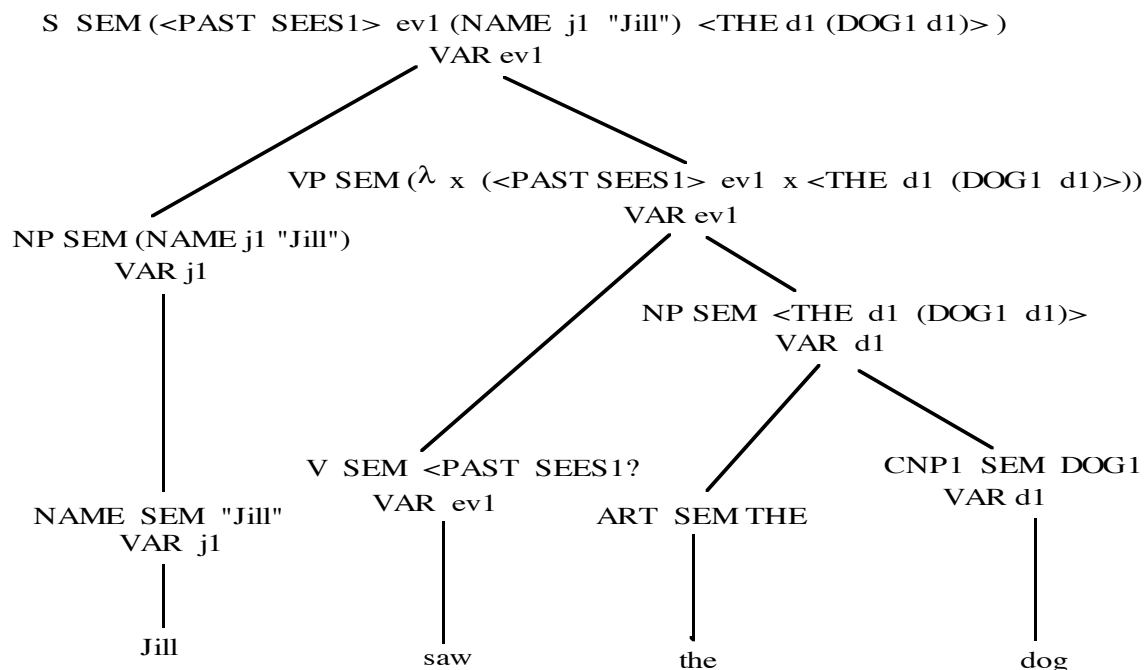 S SEM (<PAST SEES1> ev1 (NAME j1 "Jill") <THE d1 (DOG1 d1)> )
VAR ev1
VP SEM (λ x (<PAST SEES1> ev1 x <THE d1 (DOG1 d1)>))
VAR ev1
NP SEM (NAME j1 "Jill")
VAR j1
NP SEM <THE d1 (DOG1 d1)>
VAR d1
V SEM <PAST SEES1?
VAR ev1
CNP1 SEM DOG1
VAR d1
NAME SEM "Jill"
VAR j1
ART SEM THE
Jill
saw
the
dog